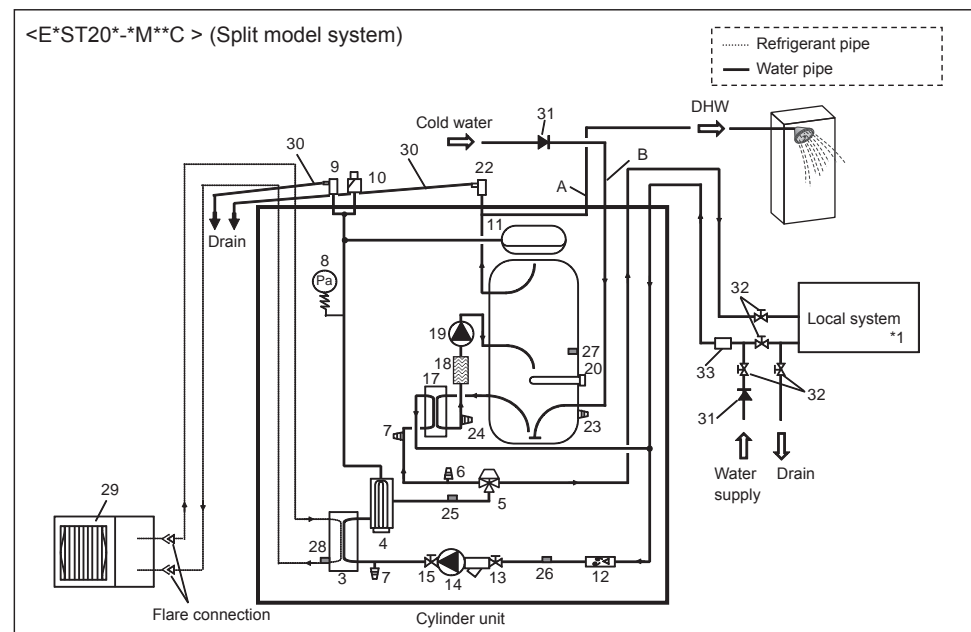 <E*ST20*-*M**C > (Split model system)
Refrigerant pipe
Water pipe
DHW
Cold water
31
B
A
30
9
10
30
22
Drain
11
8
Pa
32
Local system
*1
19
27
20
18
17
33
32
31
7
24
23
6
5
25
Water
supply
Drain
29
4
28
3
7
15
14
13
26
12
Flare connection
Cylinder unit